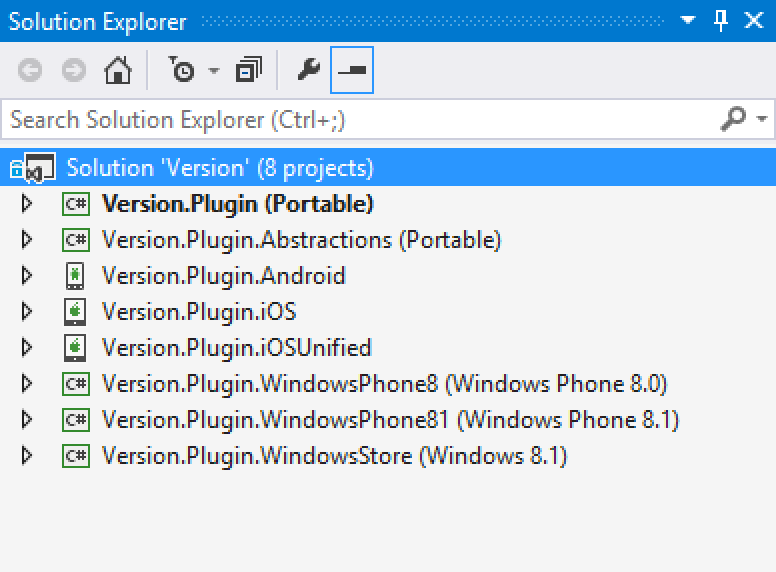 Solution Explorer
Search Solution Explorer (Ctrl+;)
Solution 'Version' (8 projects)
C# Version.Plugin (Portable)
C# Version.Plugin.Abstractions (Portable)
Version.Plugin.Android
Version.Plugin.iOS
Version.Plugin.iOSUnified
C# Version.Plugin.WindowsPhone8 (Windows Phone 8.0)
C# Version.Plugin.WindowsPhone81 (Windows Phone 8.1)
C# Version.Plugin.WindowsStore (Windows 8.1)